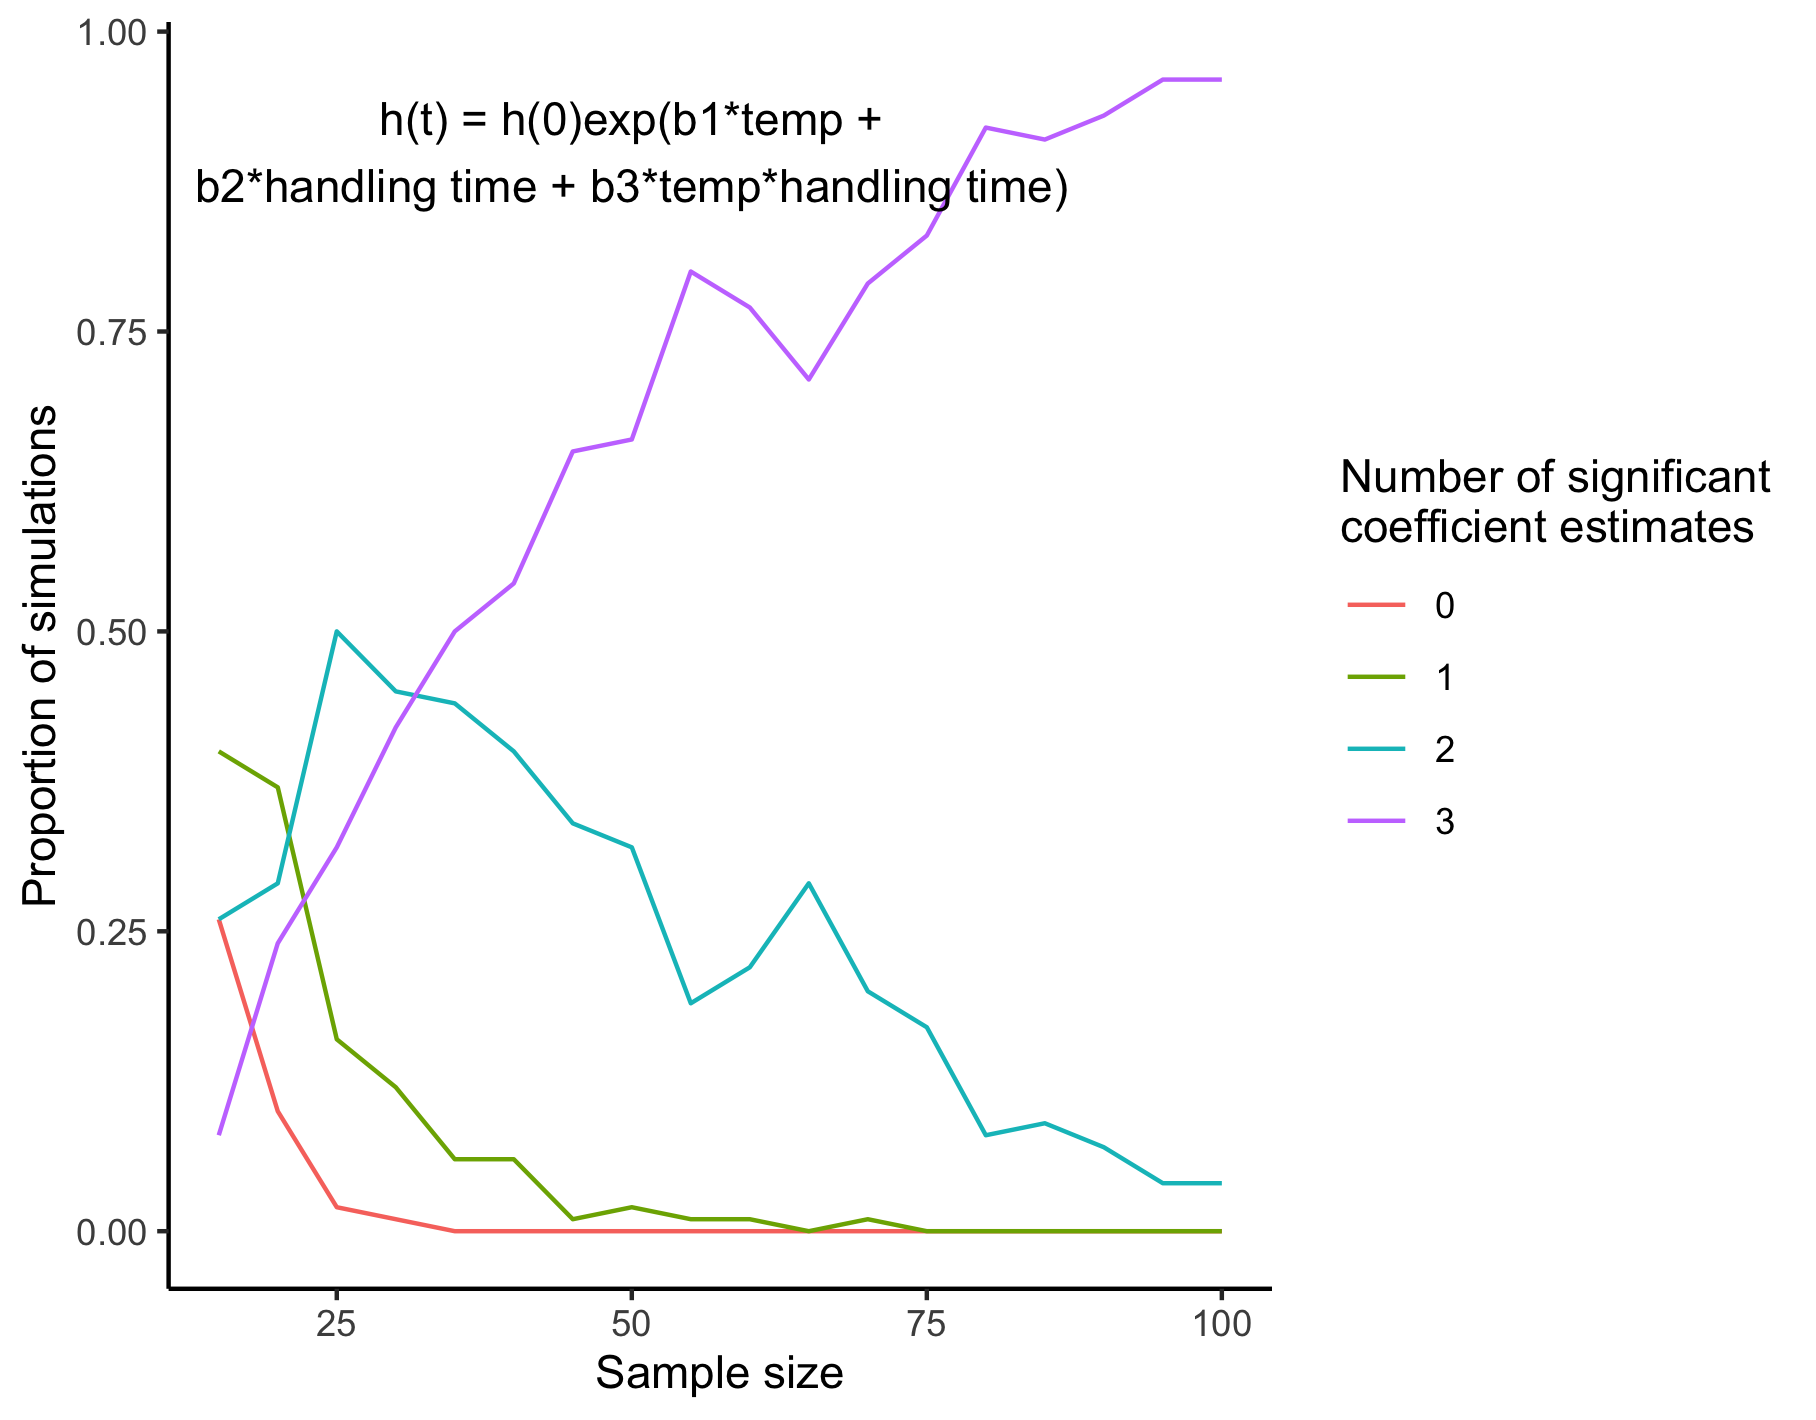 h(t) = h(0)exp(b1*temp +
b2*handling time + b3*temp*handling time)
1.00
0.75
0.50
0.25
0.00
Proportion of simulations
25
50
75
100
Sample size
Number of significant
coefficient estimates
0
1
2
3